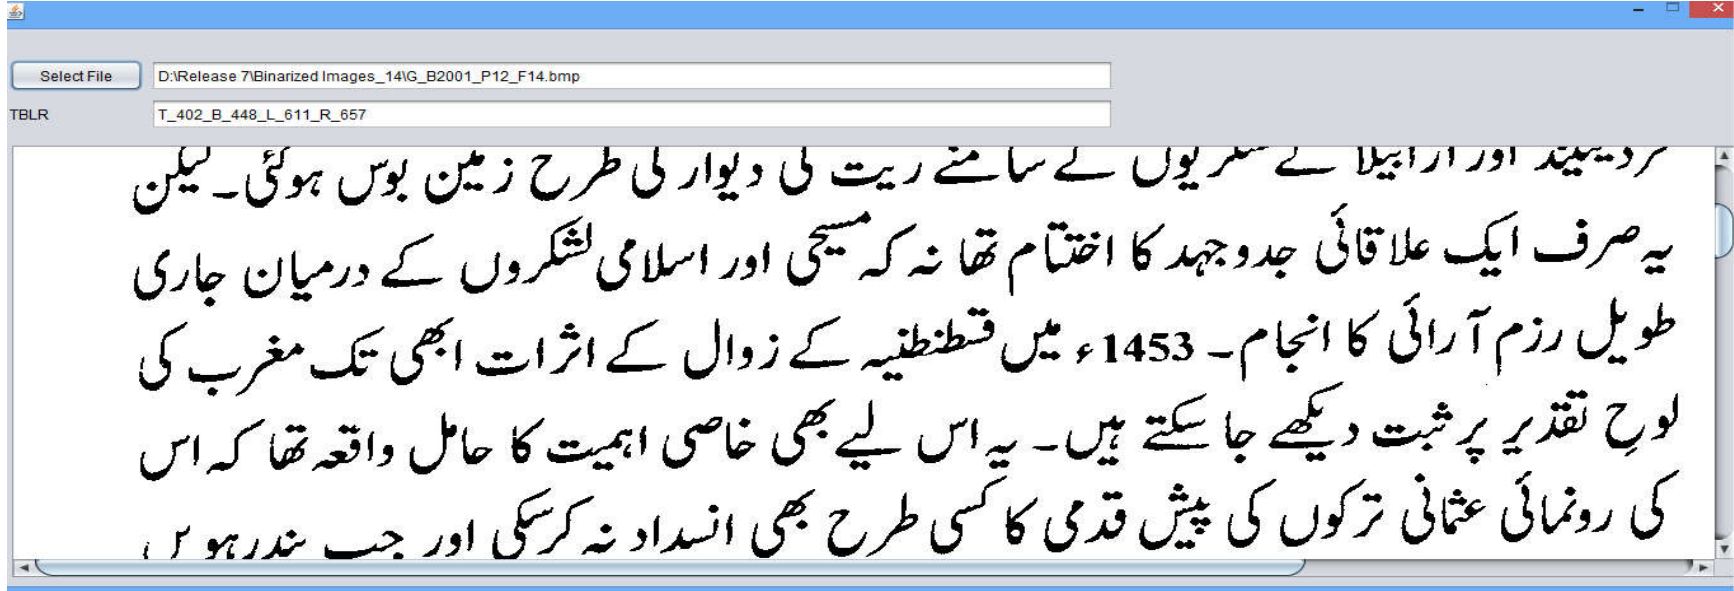 Select File
D:\Release 7\Binarized Images_14\G_B2001_P12_F14.bmp
TBLR
T_402_B_448_L_611_R_657
اور کے سامنے ریت کی دیوار کی طرح زمین بوس ہوگئی۔ لیکن
یہ صرف ایک علاقائی جدوجہد کا اختتام تھا نہ کہ مسیحی اور اسلامی لشکروں کے درمیان جاری
طویل رزم آرائی کا انجام۔ 1453ء میں قسطنطنیہ کے زوال کے اثرات ابھی تک مغرب کی
لوحِ تقدیر پر ثبت دیکھے جا سکتے ہیں۔ یہ اس لیے بھی خاصی اہمیت کا حامل واقعہ تھا کہ اس
کی رونمائی عثمانی ترکوں کی پیش قدمی کا کسی طرح بھی انسداد نہ کرسکی اور جب